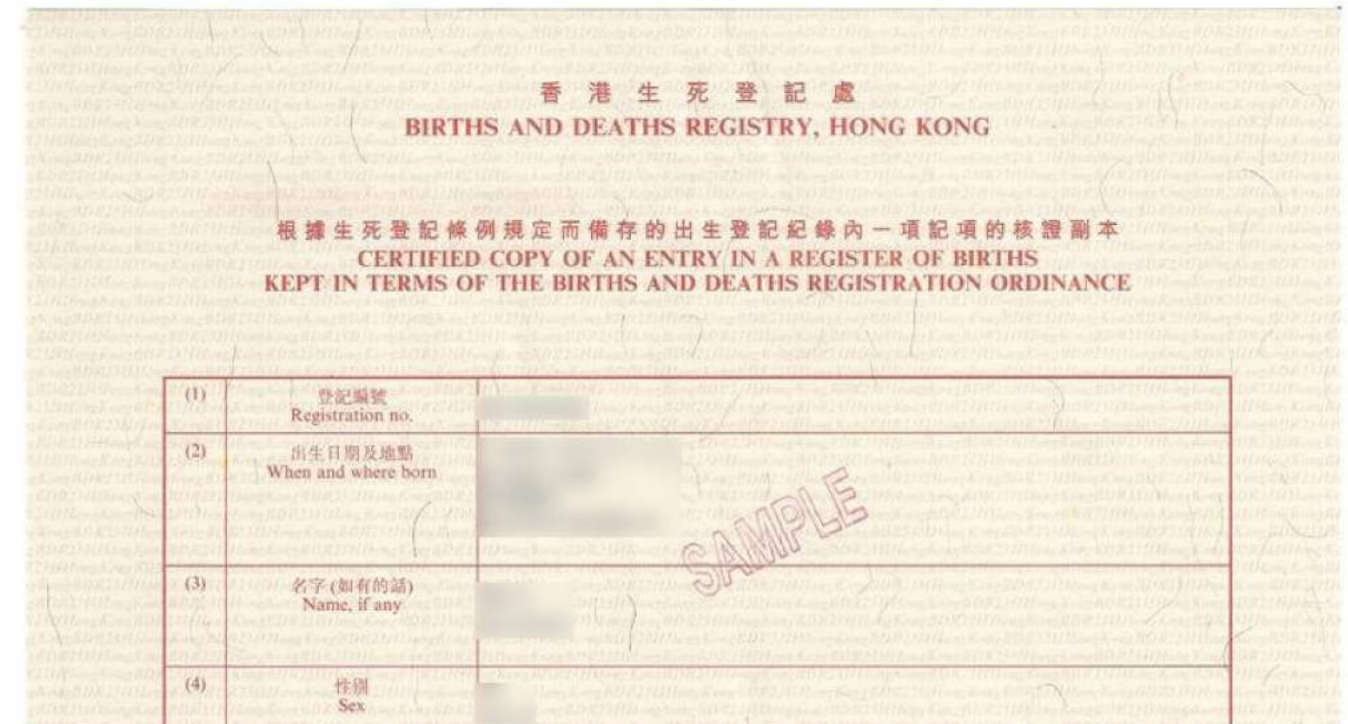 香港生死登記處
BIRTHS AND DEATHS REGISTRY, HONG KONG
根據生死登記條例規定而備存的出生登記紀錄內一項記項的核證副本
CERTIFIED COPY OF AN ENTRY IN A REGISTER OF BIRTHS
KEPT IN TERMS OF THE BIRTHS AND DEATHS REGISTRATION ORDINANCE
(1) 登記編號
Registration no.
(2) 出生日期及地點
When and where born
SAMPLE
(3) 名字 (如有的話)
Name, if any
(4) 性別
Sex